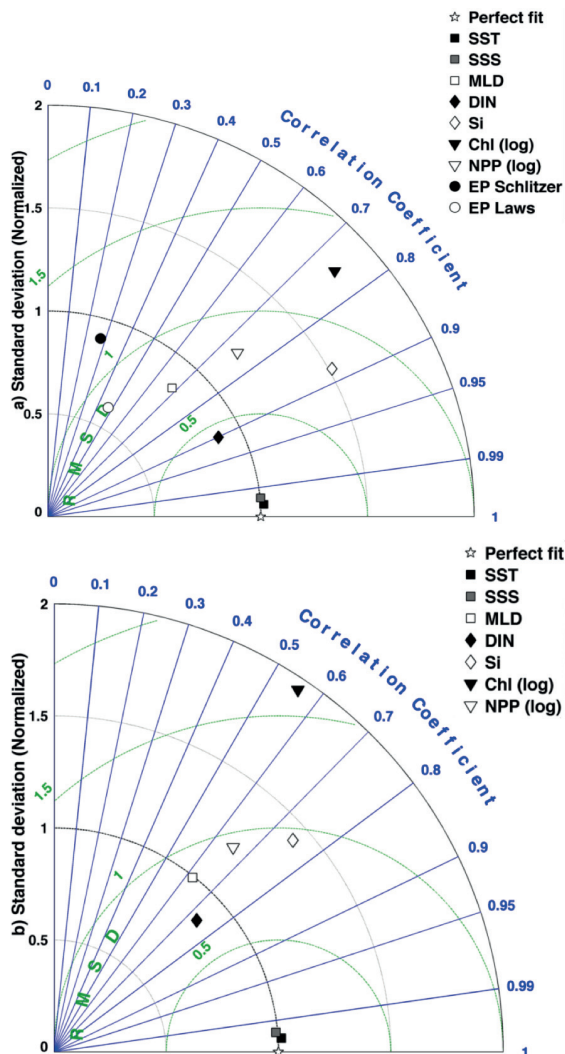 Perfect fit
SST
SSS
MLD
DIN
Si
Chl (log)
NPP (log)
EP Schlitzer
EP Laws
a) Standard deviation (Normalized)
2
1.5
1
0.5
0
0
0.1
0.2
0.3
0.4
0.5
0.6
0.7
0.8
0.9
0.95
0.99
1
Correlation Coefficient
1.5
1
0.5
RMSD
Perfect fit
SST
SSS
MLD
DIN
Si
Chl (log)
NPP (log)
b) Standard deviation (Normalized)
2
1.5
1
0.5
0
0
0.1
0.2
0.3
0.4
0.5
0.6
0.7
0.8
0.9
0.95
0.99
1
Correlation Coefficient
1.5
1
0.5
RMSD